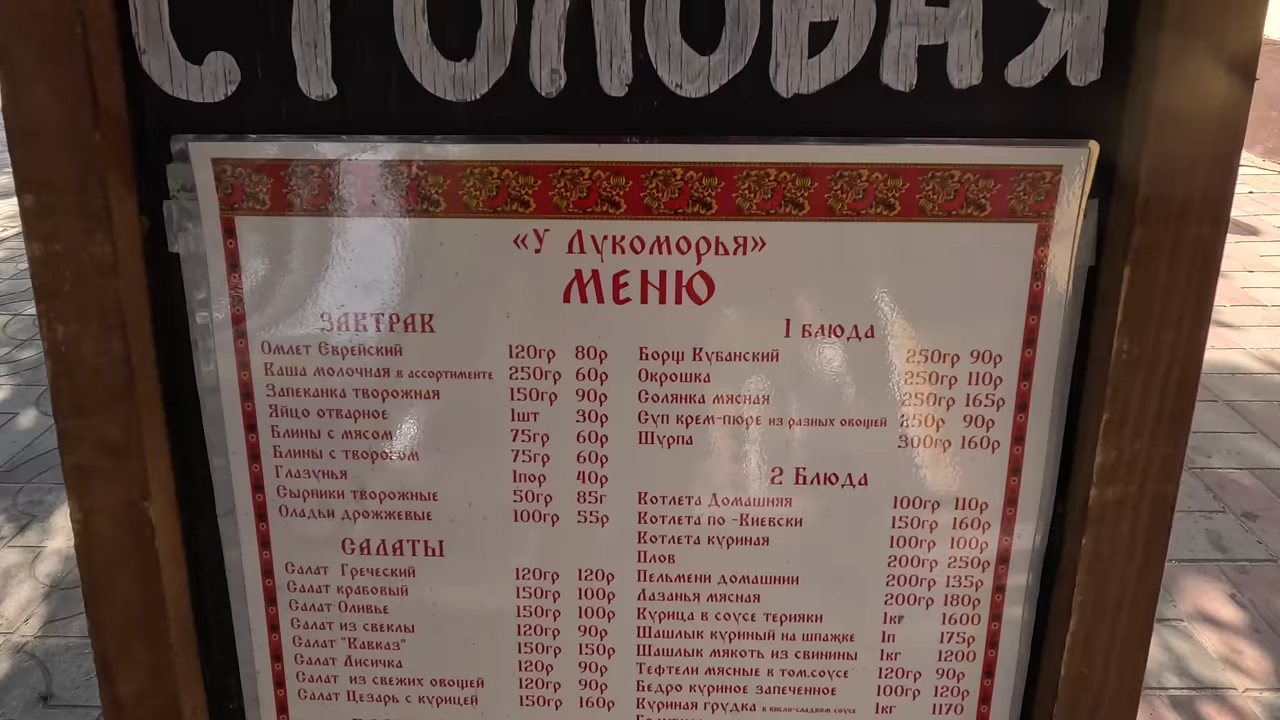 СТОЛОВАЯ
«У Лукоморья»
МЕНЮ
ЗАВТРАК
Омлет Еврейский 120гр 80р
Каша молочная в ассортименте 250гр 60р
Запеканка творожная 150гр 90р
Яйцо отварное 1шт 30р
Блины с мясом 75гр 60р
Блины с творогом 75гр 60р
Глазунья 1пор 40р
Сырники творожные 50гр 85г
Оладьи дрожжевые 100гр 55р
САЛАТЫ
Салат Греческий 120гр 120р
Салат крабовый 150гр 100р
Салат Оливье 150гр 100р
Салат из свеклы 120гр 90р
Салат "Кавказ" 150гр 150р
Салат Лисичка 120р 90р
Салат из свежих овощей 120гр 90р
Салат Цезарь с курицей 150гр 160р
1 блюда
Борщ Кубанский 250гр 90р
Окрошка 250гр 110р
Солянка мясная 250гр 165р
Суп крем-пюре из разных овощей 250р 90р
Шурпа 300гр 160р
2 Блюда
Котлета Домашняя 100гр 110р
Котлета по -Киевски 150гр 160р
Котлета куриная 100гр 100р
Плов 200гр 250р
Пельмени домашнии 200гр 135р
Лазанья мясная 200гр 180р
Курица в соусе терияки 1кг 1600
Шашлык куриный на шпажке 1п 175р
Шашлык мякоть из свинины 1кг 1200
Тефтели мясные в том.соусе 120гр 90р
Бедро куриное запеченное 100гр 120р
Куриная грудка в кисло-сладком соусе 1кг 1170